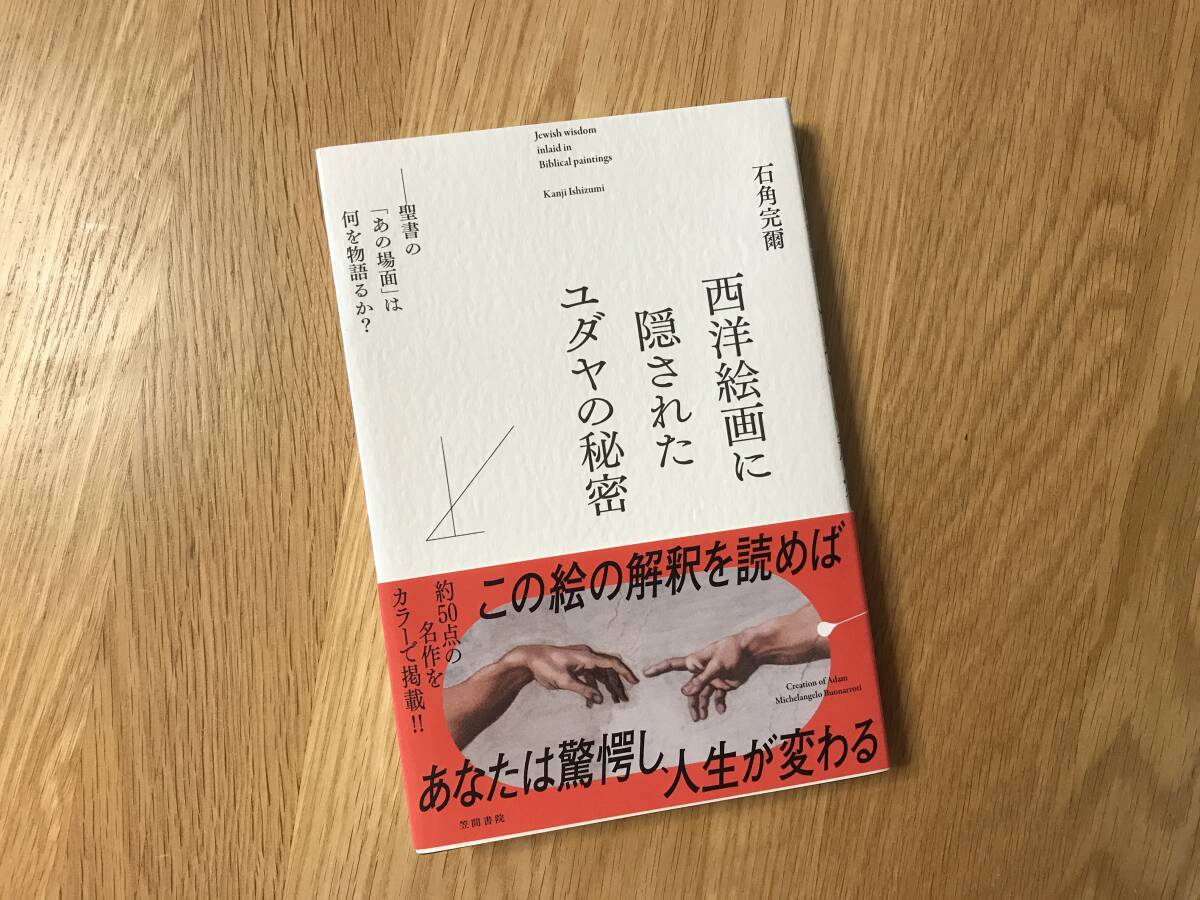 Jewish wisdom
inlaid in
Biblical paintings
Kanji Ishizumi
石角完爾
西洋絵画に
隠された
ユダヤの秘密
—聖書の
「あの場面」は
何を物語るか?
この絵の解釈を読めば
約50点の
名作を
カラーで掲載!!
Creation of Adam
Michelangelo Buonarroti
あなたは驚愕し、人生が変わる
笠間書院